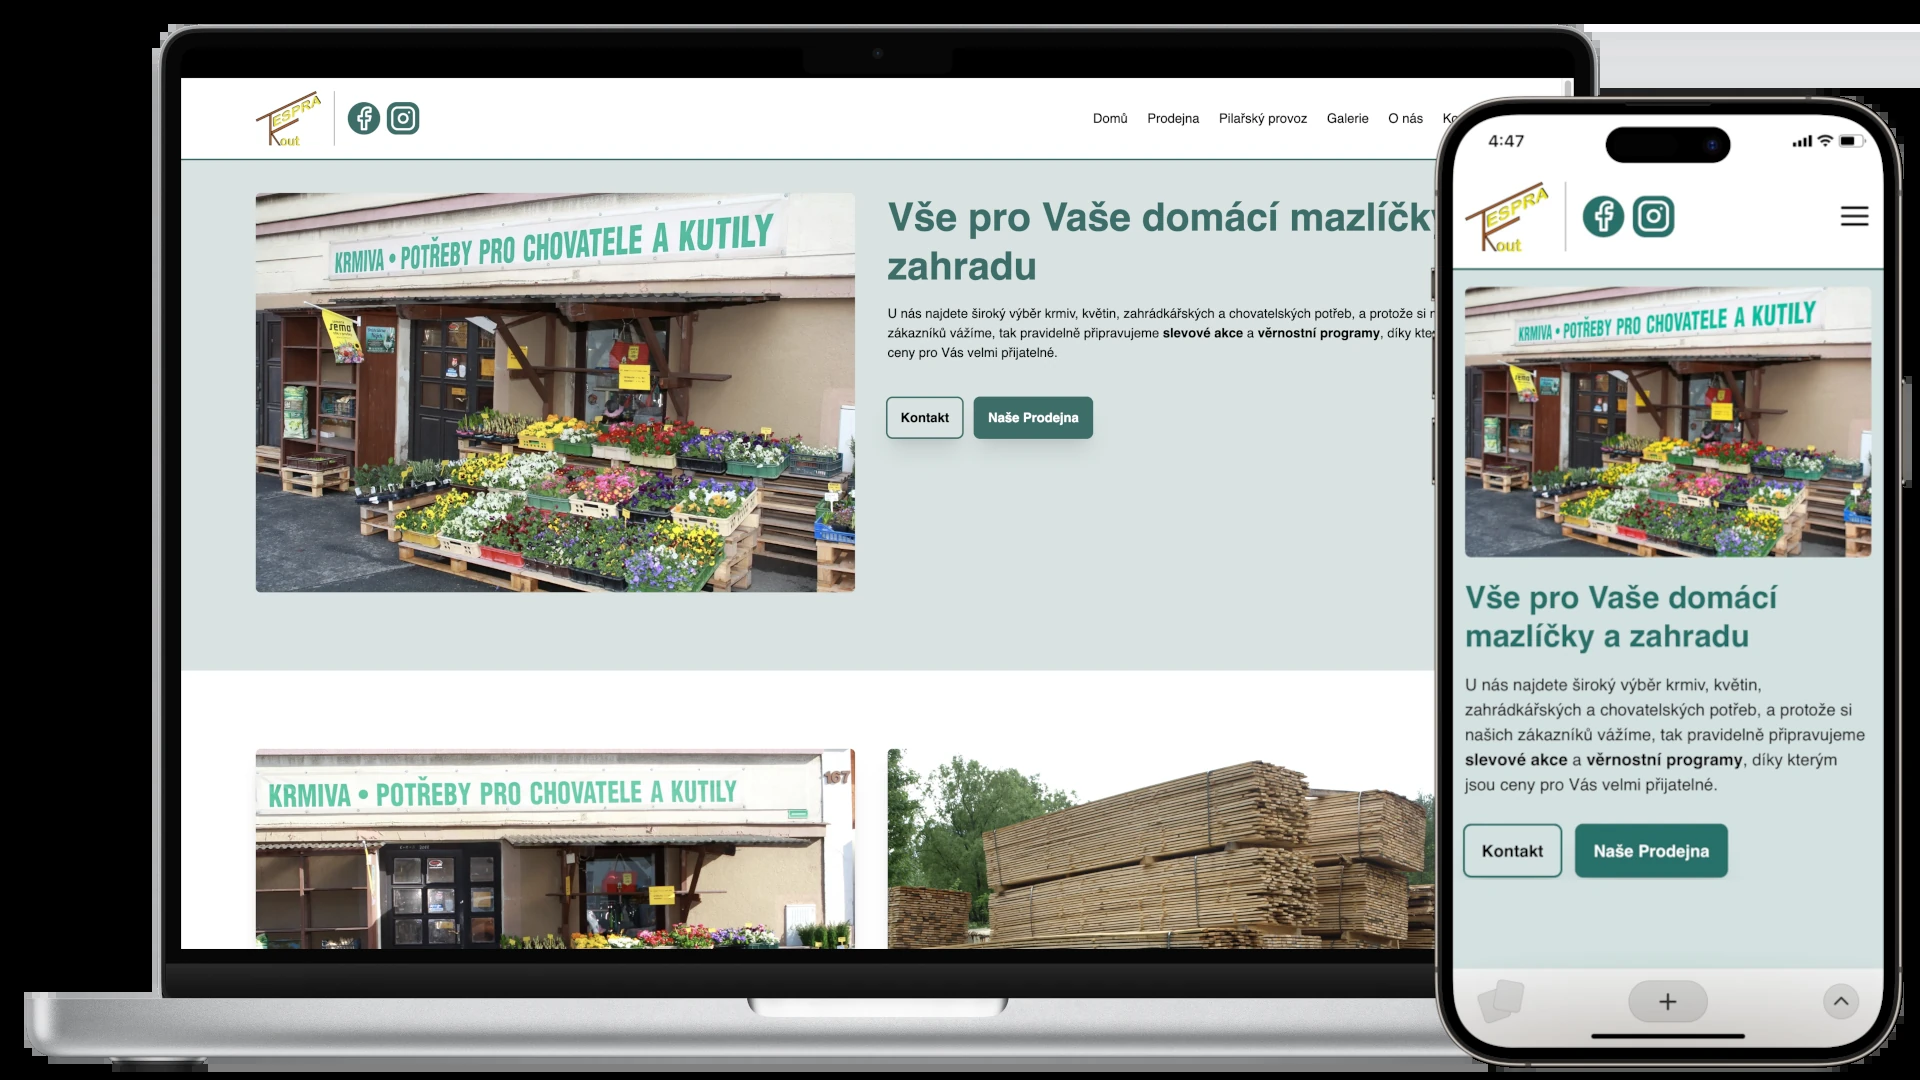 TESPRA
Kout
Domů Prodejna Pilařský provoz Galerie O nás
KRMIVA • POTŘEBY PRO CHOVATELE A KUTILY
sema
Vše pro Vaše domácí mazlíčky
zahradu
U nás najdete široký výběr krmiv, květin, zahrádkářských a chovatelských potřeb, a protože si
zákazníků vážíme, tak pravidelně připravujeme slevové akce a věrnostní programy, díky
ceny pro Vás velmi přijatelné.
Kontakt
Naše Prodejna
KRMIVA • POTŘEBY PRO CHOVATELE A KUTILY
167
4:47
TESPRA
Kout
KRMIVA • POTŘEBY PRO CHOVATELE A KUTILY
Vše pro Vaše domácí
mazlíčky a zahradu
U nás najdete široký výběr krmiv, květin,
zahrádkářských a chovatelských potřeb, a protože si
našich zákazníků vážíme, tak pravidelně připravujeme
slevové akce a věrnostní programy, díky kterým
jsou ceny pro Vás velmi přijatelné.
Kontakt
Naše Prodejna